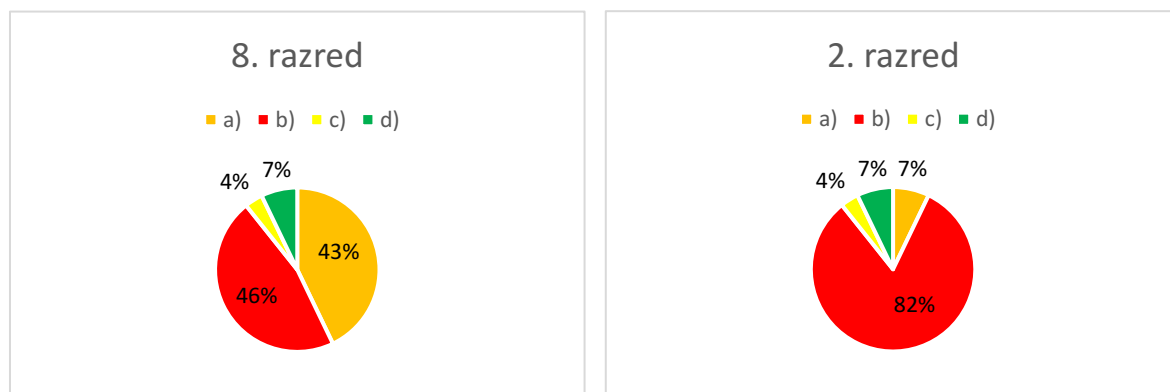 8. razred
a) b) c) d)
7%
4%
43%
46%
2. razred
a) b) c) d)
7% 7%
4%
82%